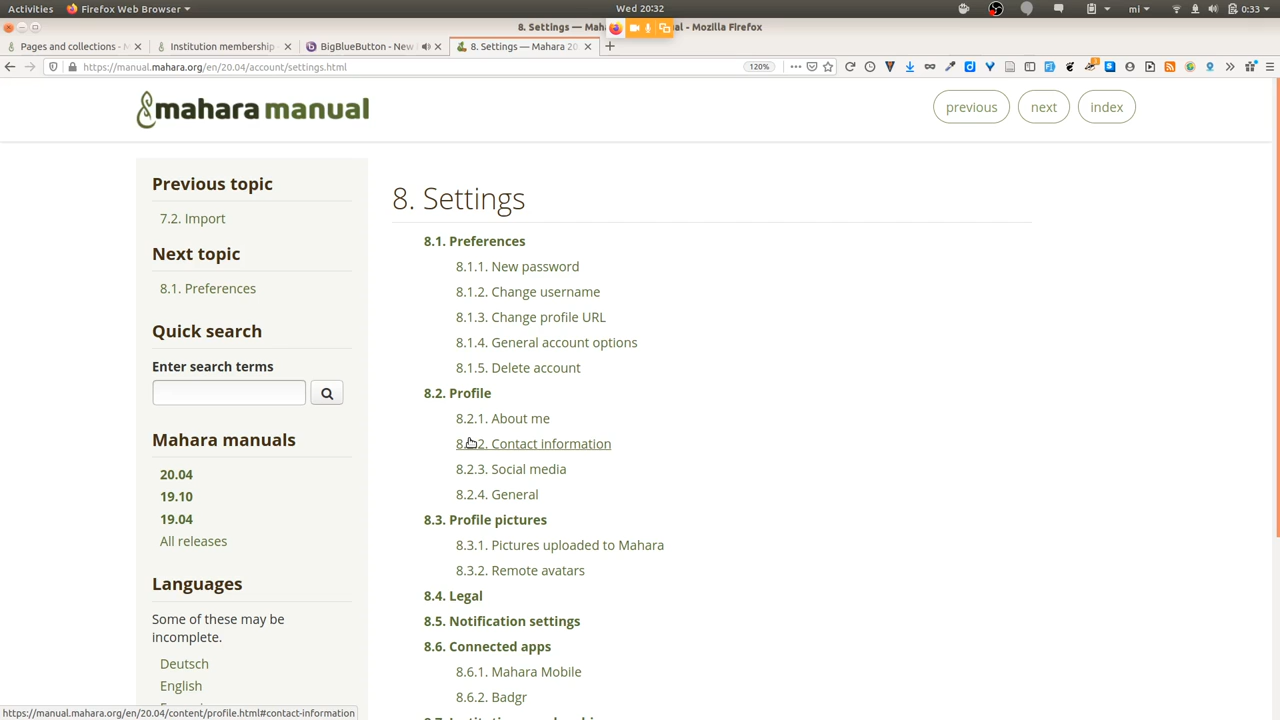 Activities
Firefox Web Browser
Wed 20:32
mi
0:33
8. Settings — Mah
al - Mozilla Firefox
Pages and collections - M
Institution membership
BigBlueButton - New
8. Settings — Mahara 20
https://manual.mahara.org/en/20.04/account/settings.html
120%
mahara manual
previous
next
index
Previous topic
7.2. Import
Next topic
8.1. Preferences
Quick search
Enter search terms
Mahara manuals
20.04
19.10
19.04
All releases
Languages
Some of these may be
incomplete.
Deutsch
English
8. Settings
8.1. Preferences
8.1.1. New password
8.1.2. Change username
8.1.3. Change profile URL
8.1.4. General account options
8.1.5. Delete account
8.2. Profile
8.2.1. About me
8.2.2. Contact information
8.2.3. Social media
8.2.4. General
8.3. Profile pictures
8.3.1. Pictures uploaded to Mahara
8.3.2. Remote avatars
8.4. Legal
8.5. Notification settings
8.6. Connected apps
8.6.1. Mahara Mobile
8.6.2. Badgr
https://manual.mahara.org/en/20.04/content/profile.html#contact-information